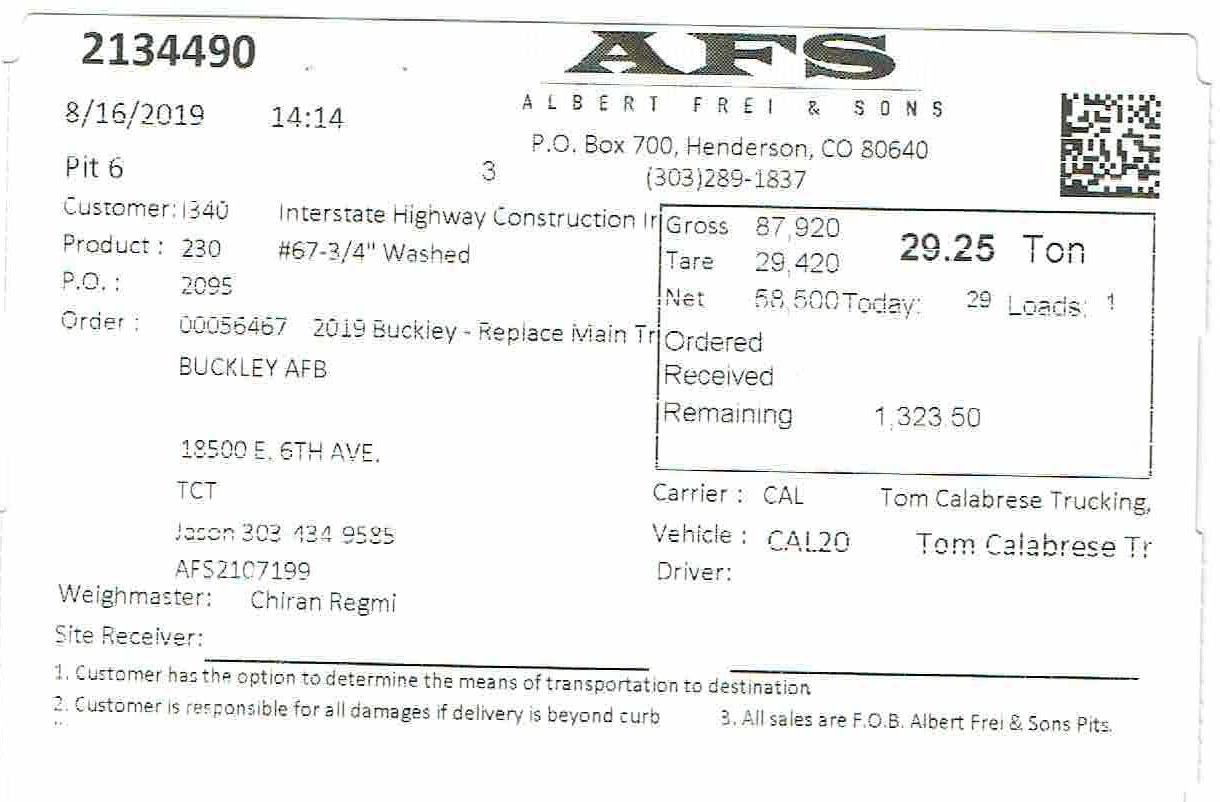 2134490
AFS
ALBERT FREI & SONS
8/16/2019 14:14
P.O. Box 700, Henderson, CO 80640
Pit 6 3 (303)289-1837
Customer: I340 Interstate Highway Construction Ir
Product : 230 #67-3/4" Washed
P.O. : 2095
Order : 00056467 2019 Buckley - Replace Main Tr
BUCKLEY AFB
18500 E. 6TH AVE.
TCT
Jason 303 434 9585
AFS2107199
Gross 87,920 29.25 Ton
Tare 29,420
Net 58,500 Today: 29 Loads: 1
Ordered
Received
Remaining 1,323.50
Carrier : CAL Tom Calabrese Trucking,
Vehicle : CAL20 Tom Calabrese Tr
Driver:
Weighmaster: Chiran Regmi
Site Receiver:
1. Customer has the option to determine the means of transportation to destination
2. Customer is responsible for all damages if delivery is beyond curb 3. All sales are F.O.B. Albert Frei & Sons Pits.